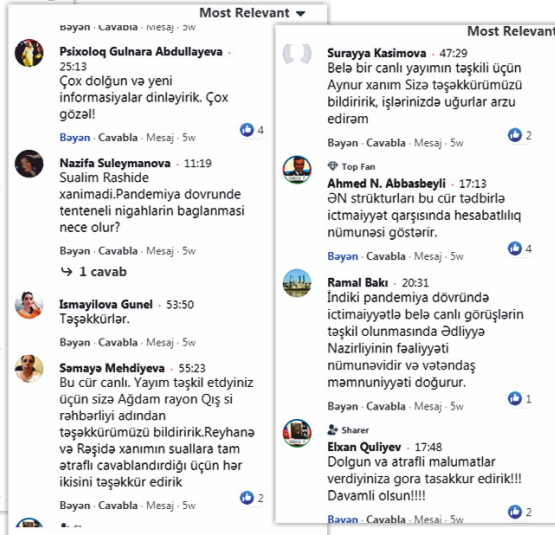 Most Relevant
Bəyən · Cavabla · Mesaj · 5w
Psixoloq Gulnara Abdullayeva ·
25:13
Çox dolğun və yeni
informasiyalar dinləyirik. Çox
gözəl!
Bəyən · Cavabla · Mesaj · 5w
4
Nazifa Suleymanova · 11:19
Sualim Rashide
xanimadi.Pandemiya dovrunde
tenteneli nigahlarin baglanmasi
nece olur?
Bəyən · Cavabla · Mesaj · 5w
1 cavab
Ismayilova Gunel · 53:50
Təşəkkürlər.
Bəyən · Cavabla · Mesaj · 5w
Səmayə Mehdiyeva · 55:23
Bu cür canlı. Yayım təşkil etdyiniz
üçün sizə Ağdam rayon Qış si
rəhbərliyi adından
təşəkkürümüzü bildiririk.Reyhanə
və Rəşidə xanımın suallara tam
ətraflı cavablandırdığı üçün hər
ikisini təşəkkür edirik
Bəyən · Cavabla · Mesaj · 5w
2
Most Relevant
Surayya Kasimova · 47:29
Belə bir canlı yayımın təşkili üçün
Aynur xanım Sizə təşəkkürümüzü
bildiririk, işlərinizdə uğurlar arzu
edirəm
Bəyən · Cavabla · Mesaj · 5w
2
Top Fan
Ahmed N. Abbasbeyli · 17:13
ƏN strükturları bu cür tədbirlə
ictmaiyyət qarşısında hesabatlılıq
nümunəsi göstərir.
Bəyən · Cavabla · Mesaj · 5w
4
Ramal Bakı · 20:31
İndiki pandemiya dövründə
ictimaiyyətlə belə canlı görüşlərin
təşkil olunmasında Ədliyyə
Nazirliyinin fəaliyyəti
nümunəvidir və vətəndaş
məmnuniyyəti doğurur.
Bəyən · Cavabla · Mesaj · 5w
1
Sharer
Elxan Quliyev · 17:48
Dolgun va atrafli malumatlar
verdiyiniza gora tasakkur edirik!!!
Davamli olsun!!!!
Bəyən · Cavabla · Mesaj · 5w
2